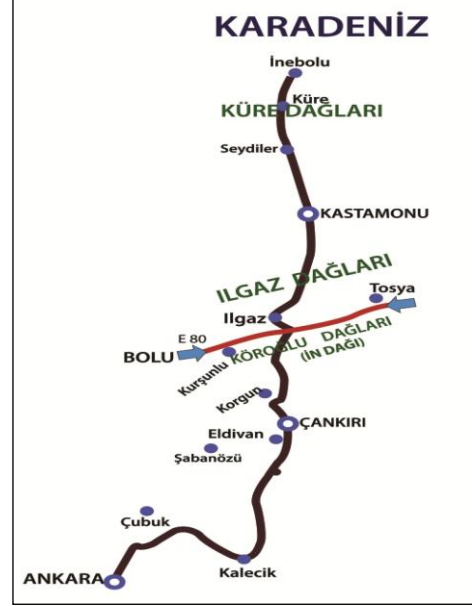 KARADENİZ
İnebolu
Küre
KÜRE DAĞLARI
Seydiler
KASTAMONU
ILGAZ DAĞLARI
Tosya
Ilgaz
E 80
BOLU
KÖROĞLU DAĞLARI
(İN DAĞI)
Kurşunlu
Korgun
ÇANKIRI
Eldivan
Şabanözü
Çubuk
Kalecik
ANKARA